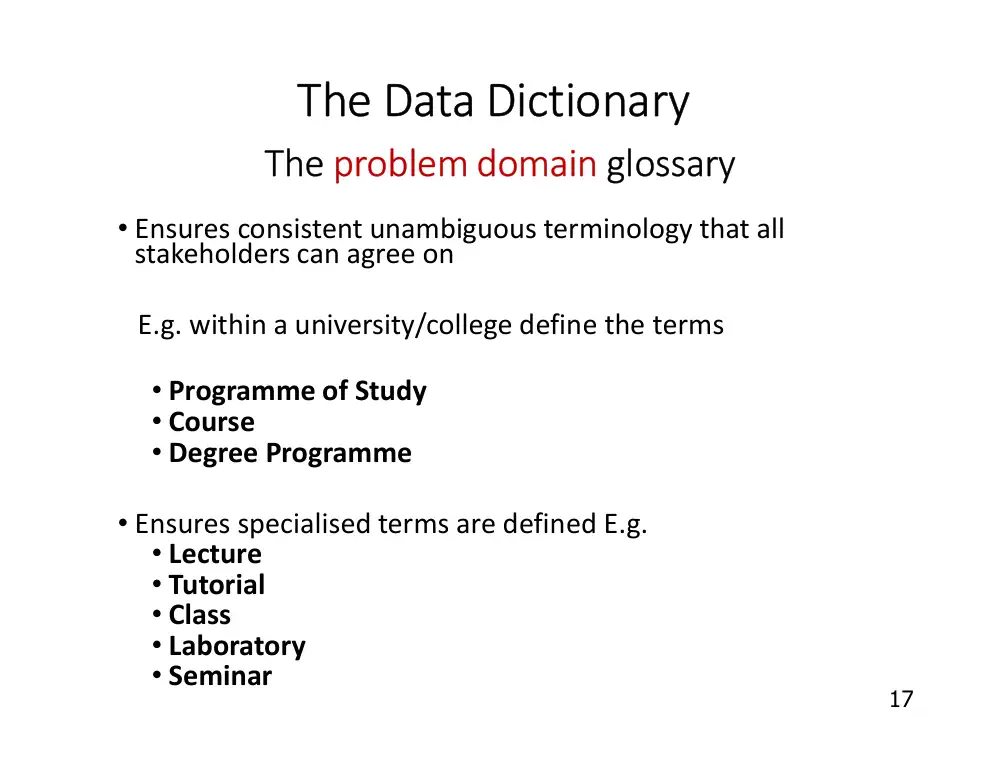 The Data Dictionary
The problem domain glossary
• Ensures consistent unambiguous terminology that all
stakeholders can agree on
E.g. within a university/college define the terms
• Programme of Study
• Course
• Degree Programme
• Ensures specialised terms are defined E.g.
• Lecture
• Tutorial
• Class
• Laboratory
• Seminar
17